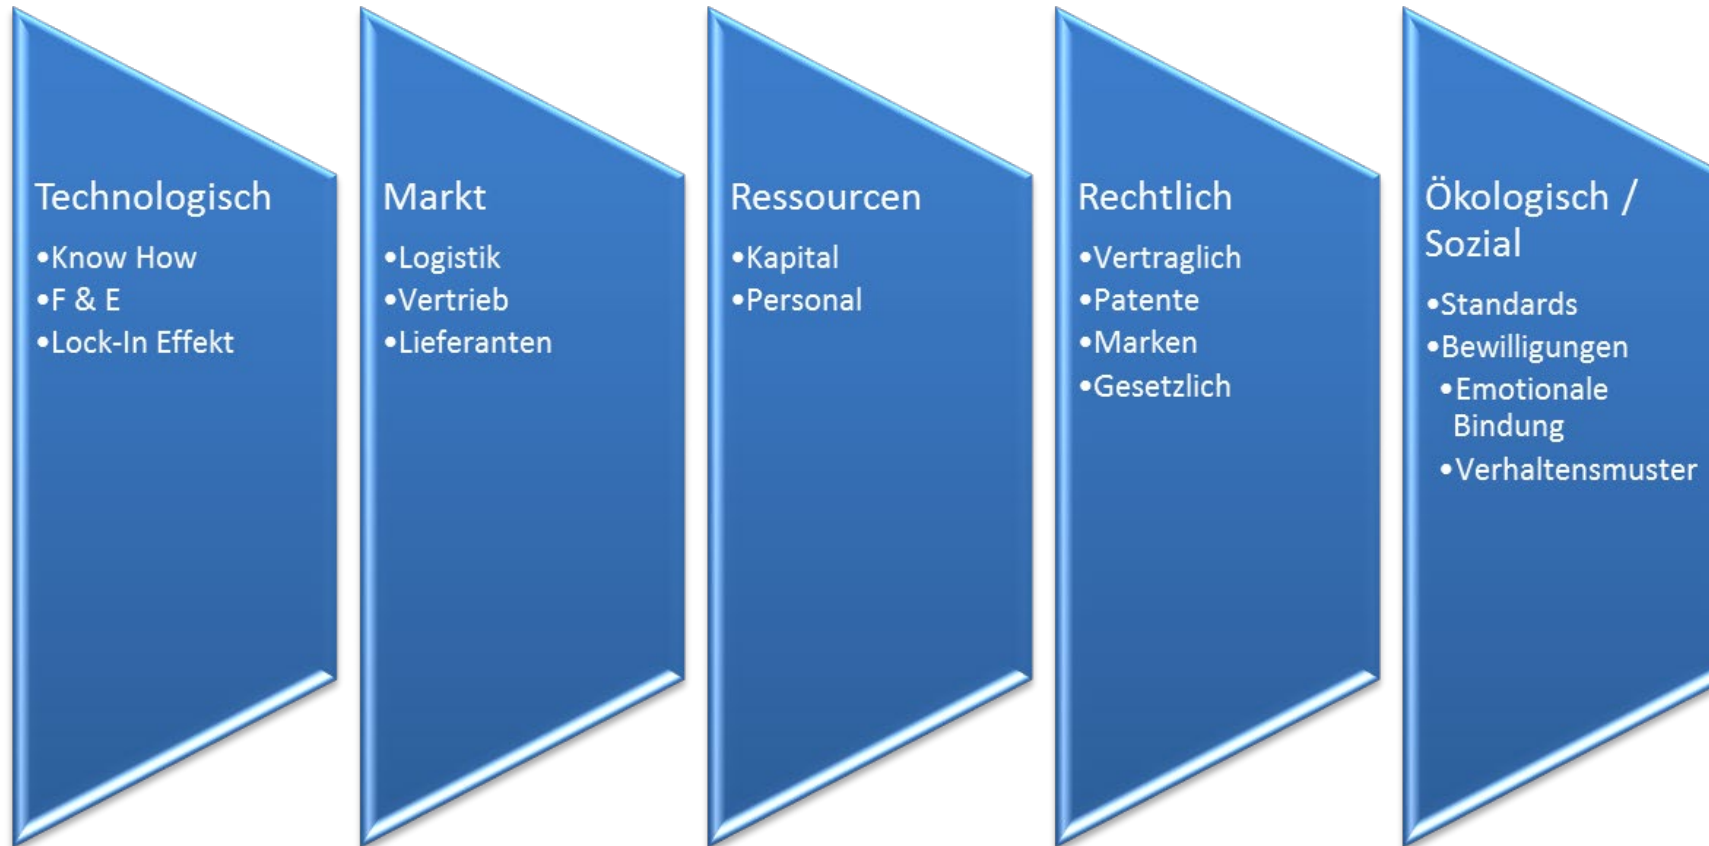 Technologisch
•Know How
•F & E
•Lock-In Effekt
Markt
•Logistik
•Vertrieb
•Lieferanten
Ressourcen
•Kapital
•Personal
Rechtlich
•Vertraglich
•Patente
•Marken
•Gesetzlich
Ökologisch /
Sozial
•Standards
•Bewilligungen
•Emotionale
Bindung
•Verhaltensmuster